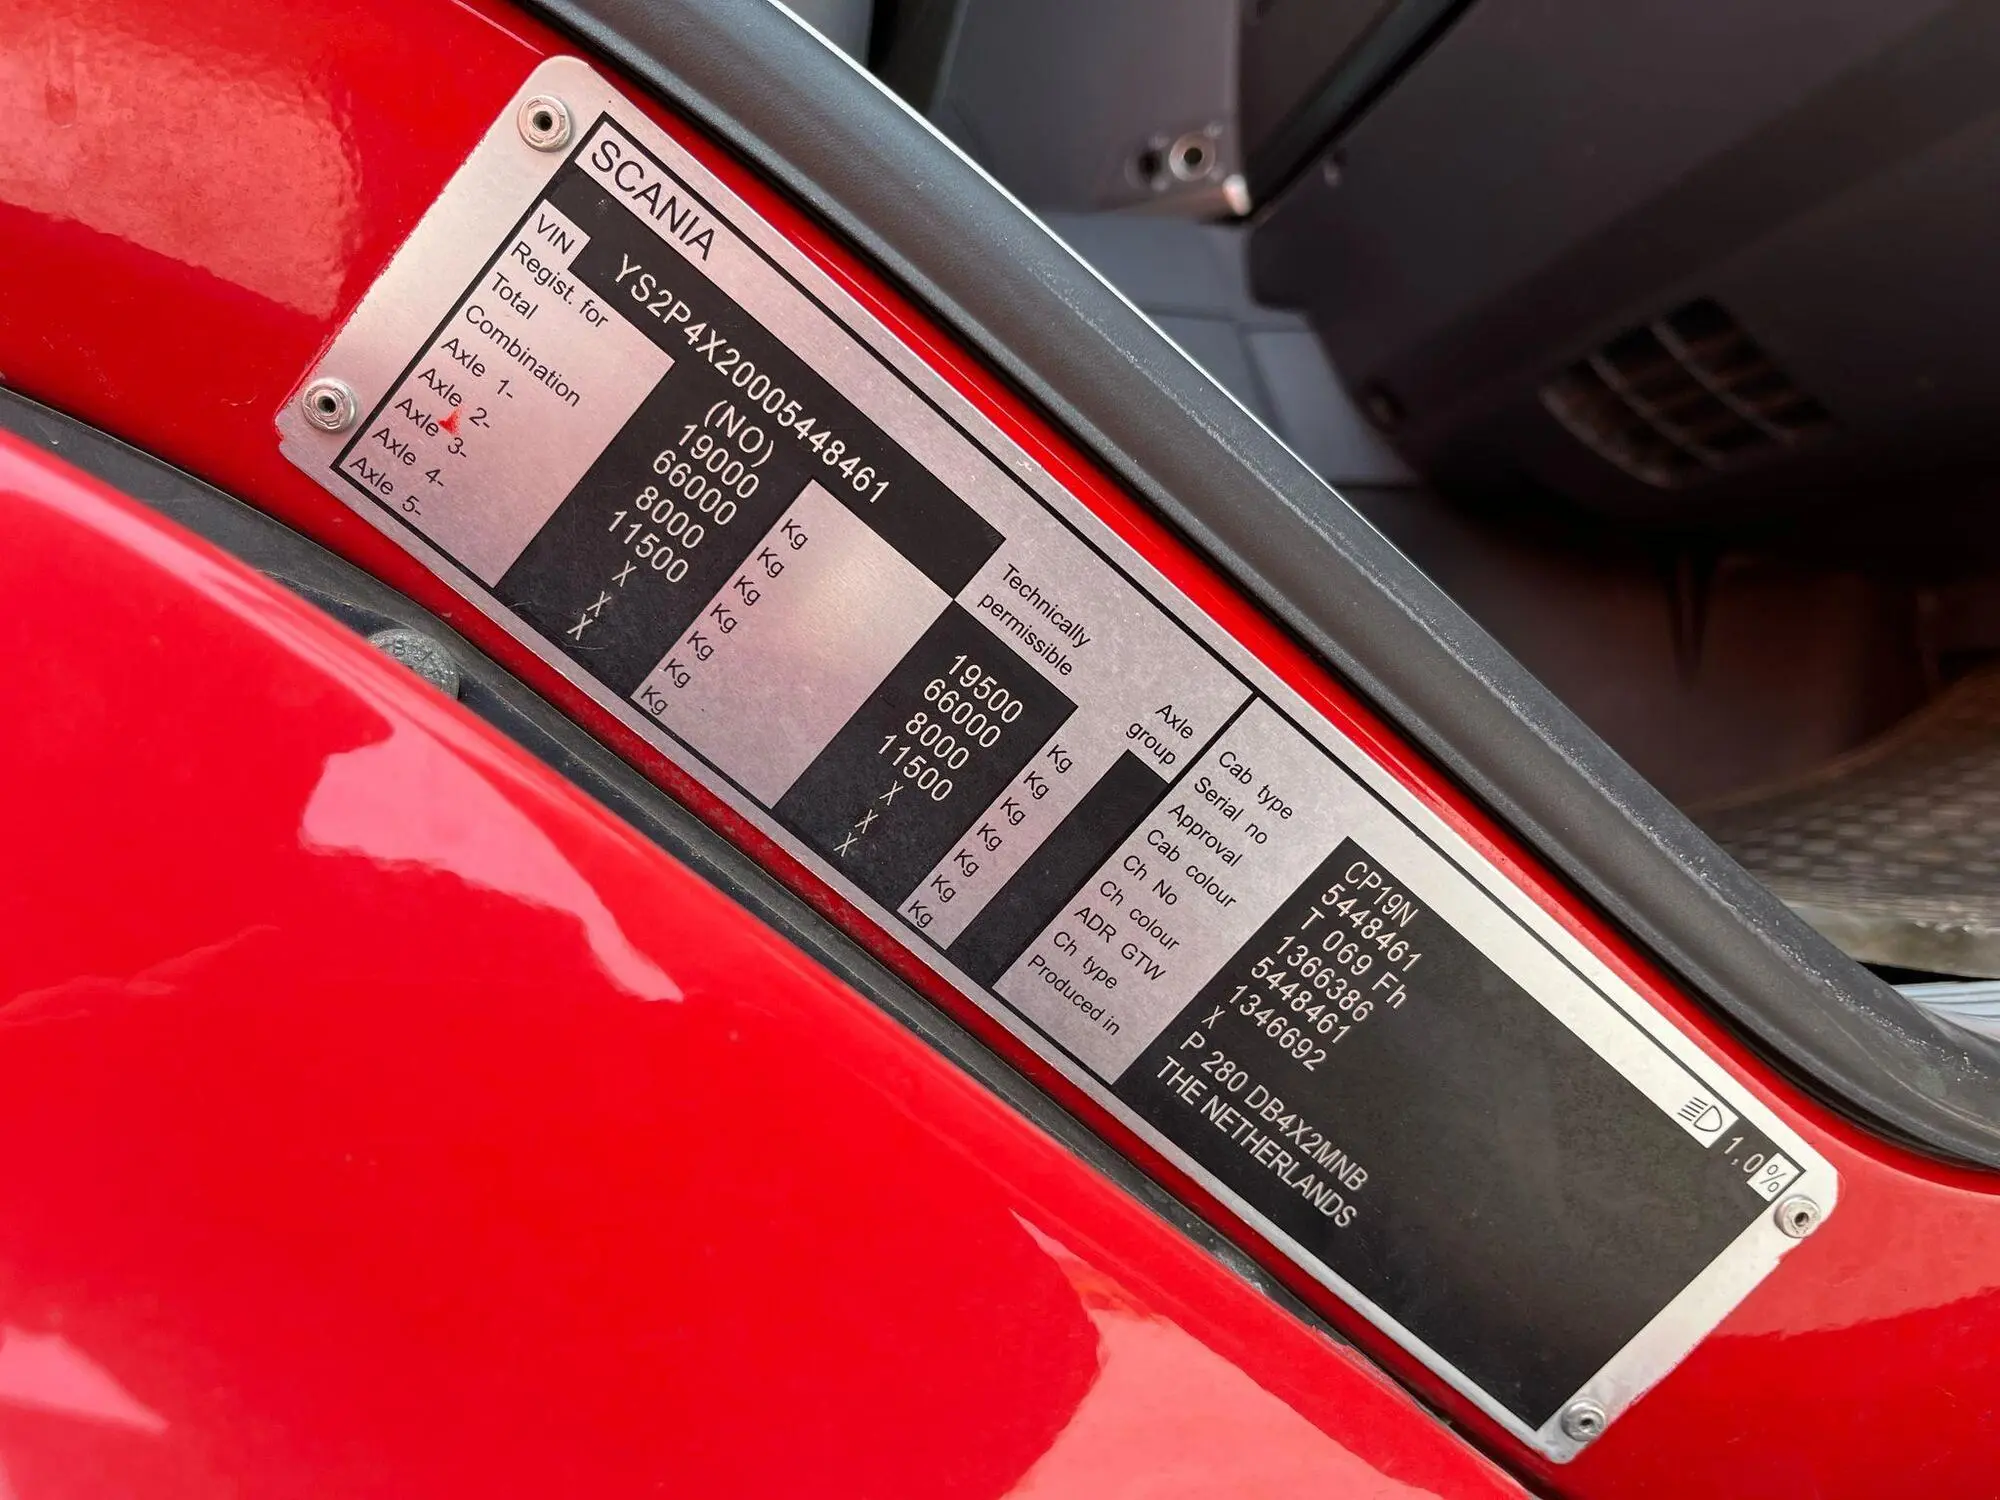 SCANIA
VIN YS2P4X20005448461
Regist. for (NO) Technically permissible Axle group
Total 19000 Kg 19500 Kg
Combination 66000 Kg 66000 Kg
Axle 1- 8000 Kg 8000 Kg
Axle 2- 11500 Kg 11500 Kg
Axle 3- X Kg X Kg
Axle 4- X Kg X Kg
Axle 5- X Kg X Kg
Cab type CP19N
Serial no 5448461
Approval T 069 Fh
Cab colour 1366386
Ch No 5448461
Ch colour 1346692
ADR GTW X
Ch type P 280 DB4X2MNB
Produced in THE NETHERLANDS
1,0 %